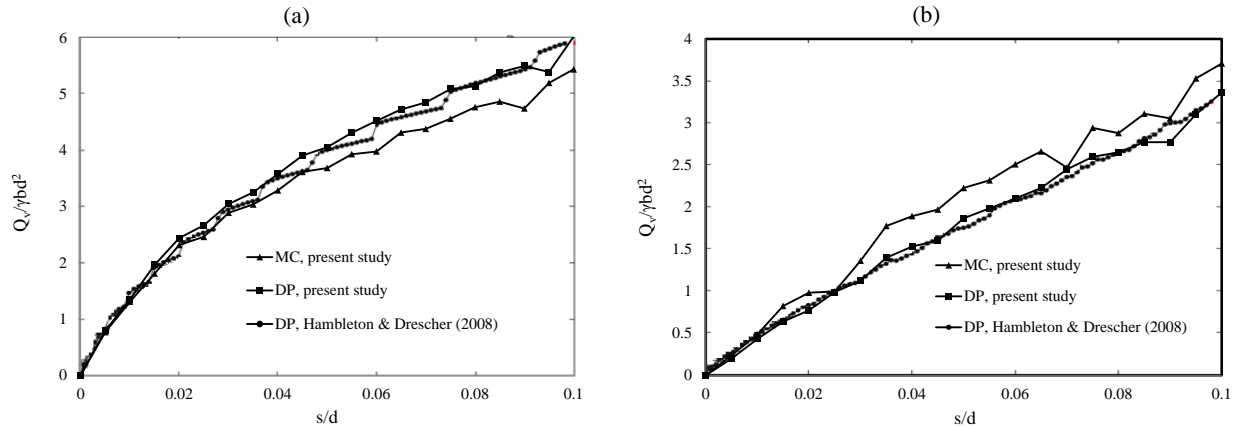 (a)
6
5
4
3
2
1
0
Qᵥ/γbd²
0 0.02 0.04 0.06 0.08 0.1
s/d
MC, present study
DP, present study
DP, Hambleton & Drescher (2008)
(b)
4
3.5
3
2.5
2
1.5
1
0.5
0
Qᵥ/γbd²
0 0.02 0.04 0.06 0.08 0.1
s/d
MC, present study
DP, present study
DP, Hambleton & Drescher (2008)